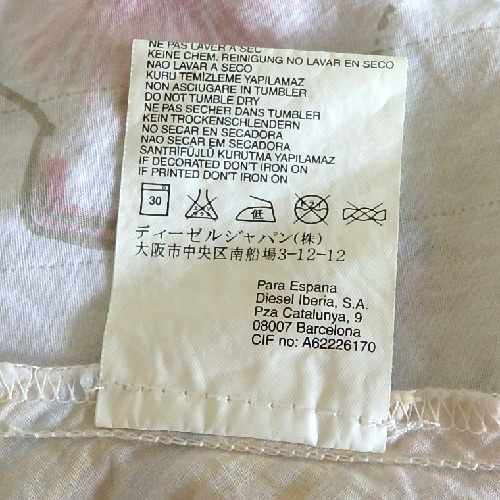 NE PAS LAVER A SEC
KEINE CHEM. REINIGUNG NO LAVAR EN SECO
NAO LAVAR A SECO
KURU TEMIZLEME YAPILAMAZ
NON ASCIUGARE IN TUMBLER
DO NOT TUMBLE DRY
NE PAS SECHER DANS TUMBLER
KEIN TROCKENSCHLENDERN
NO SECAR EN SECADORA
NAO SECAR EM SECADORA
SANTRİFÜJLÜ KURUTMA YAPILAMAZ
IF DECORATED DON'T IRON ON
IF PRINTED DON'T IRON ON
30 低
ディーゼルジャパン(株)
大阪市中央区南船場3-12-12
Para Espana
Diesel Iberia, S.A.
Pza Catalunya, 9
08007 Barcelona
CIF no: A62226170